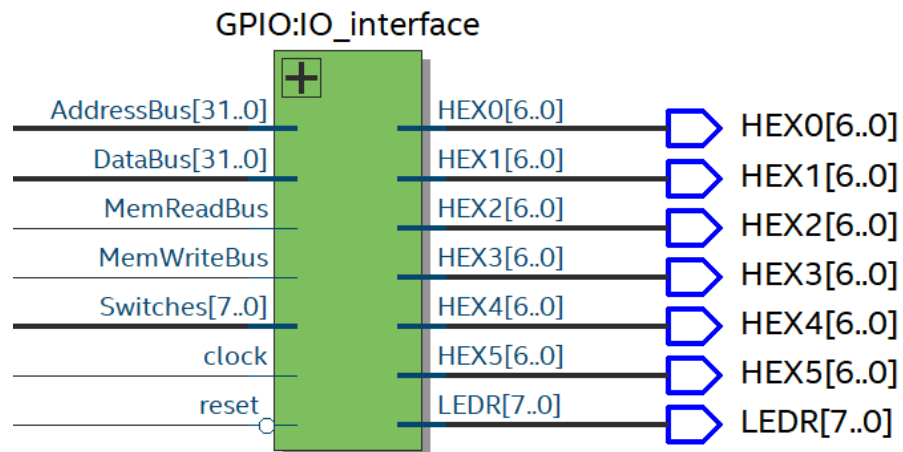 GPIO:IO_interface
AddressBus[31..0]
HEX0[6..0]
HEX0[6..0]
DataBus[31..0]
HEX1[6..0]
HEX1[6..0]
MemReadBus
HEX2[6..0]
HEX2[6..0]
MemWriteBus
HEX3[6..0]
HEX3[6..0]
Switches[7..0]
HEX4[6..0]
HEX4[6..0]
clock
HEX5[6..0]
HEX5[6..0]
reset
LEDR[7..0]
LEDR[7..0]